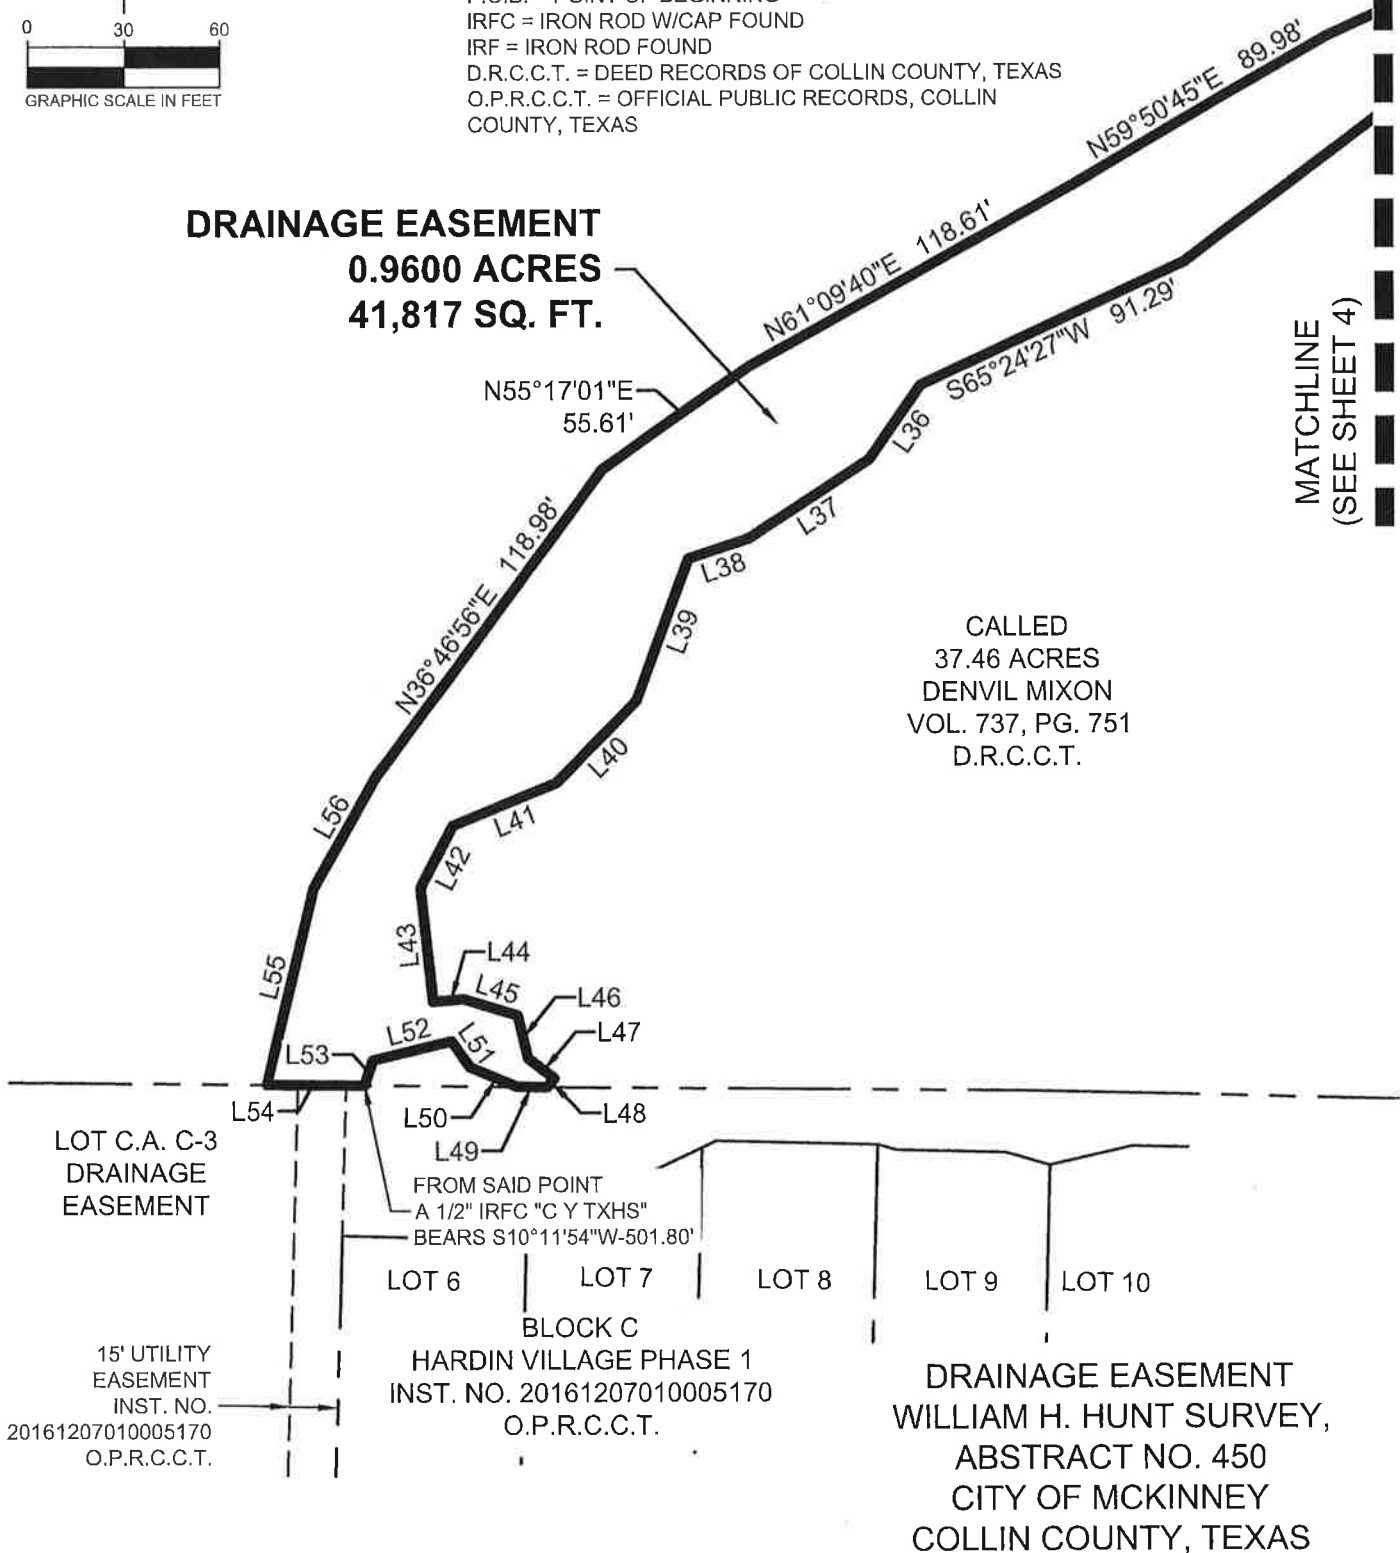 0 30 60
GRAPHIC SCALE IN FEET
IRFC = IRON ROD W/CAP FOUND
IRF = IRON ROD FOUND
D.R.C.C.T. = DEED RECORDS OF COLLIN COUNTY, TEXAS
O.P.R.C.C.T. = OFFICIAL PUBLIC RECORDS, COLLIN
COUNTY, TEXAS
N59°50'45"E 89.98'
DRAINAGE EASEMENT
0.9600 ACRES
41,817 SQ. FT.
N61°09'40"E 118.61'
S65°24'27"W 91.29'
MATCHLINE
(SEE SHEET 4)
N55°17'01"E
55.61'
L36
L37
L38
N36°46'56"E 118.98'
L39
CALLED
37.46 ACRES
DENVIL MIXON
VOL. 737, PG. 751
D.R.C.C.T.
L40
L41
L56
L42
L43
L44
L55
L45
L46
L47
L52
L51
L53
L54
L50
L48
L49
LOT C.A. C-3
DRAINAGE
EASEMENT
FROM SAID POINT
A 1/2" IRFC "C Y TXHS"
BEARS S10°11'54"W-501.80'
LOT 6
LOT 7
LOT 8
LOT 9
LOT 10
BLOCK C
HARDIN VILLAGE PHASE 1
INST. NO. 20161207010005170
O.P.R.C.C.T.
15' UTILITY
EASEMENT
INST. NO.
20161207010005170
O.P.R.C.C.T.
DRAINAGE EASEMENT
WILLIAM H. HUNT SURVEY,
ABSTRACT NO. 450
CITY OF MCKINNEY
COLLIN COUNTY, TEXAS